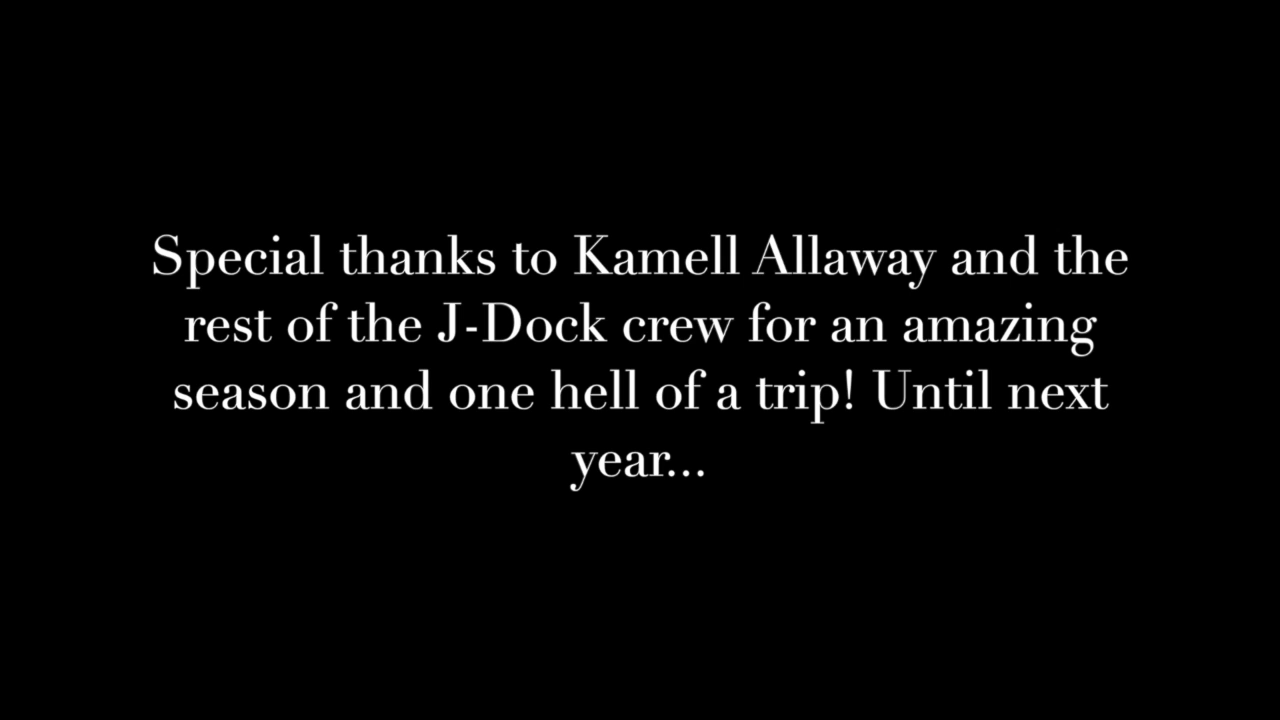 Special thanks to Kamell Allaway and the
rest of the J-Dock crew for an amazing
season and one hell of a trip! Until next
year...